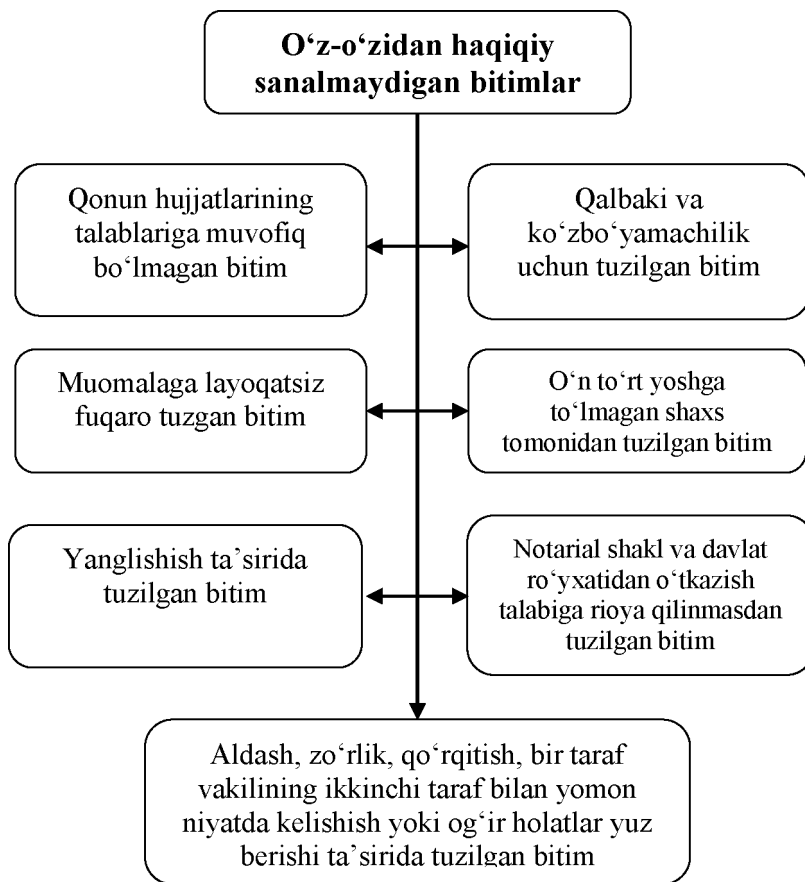 O‘z-o‘zidan haqiqiy
sanalmaydigan bitimlar
Qonun hujjatlarining
talablariga muvofiq
bo‘lmagan bitim
Qalbaki va
ko‘zbo‘yamachilik
uchun tuzilgan bitim
Muomalaga layoqatsiz
fuqaro tuzgan bitim
O‘n to‘rt yoshga
to‘lmagan shaxs
tomonidan tuzilgan bitim
Yanglishish ta’sirida
tuzilgan bitim
Notarial shakl va davlat
ro‘yxatidan o‘tkazish
talabiga rioya qilinmasdan
tuzilgan bitim
Aldash, zo‘rlik, qo‘rqitish, bir taraf
vakilining ikkinchi taraf bilan yomon
niyatda kelishish yoki og‘ir holatlar yuz
berishi ta’sirida tuzilgan bitim